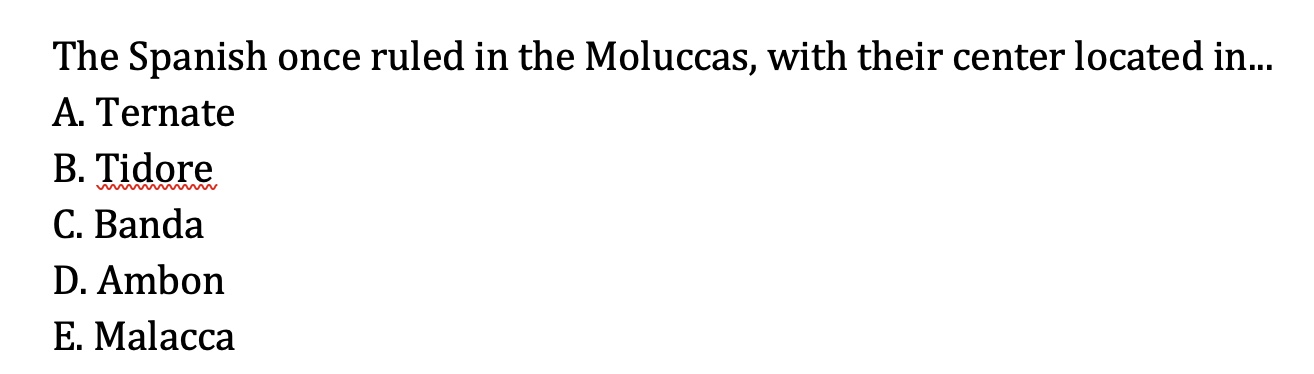 The Spanish once ruled in the Moluccas, with their center located in...
A. Ternate
B. Tidore
C. Banda
D. Ambon
E. Malacca